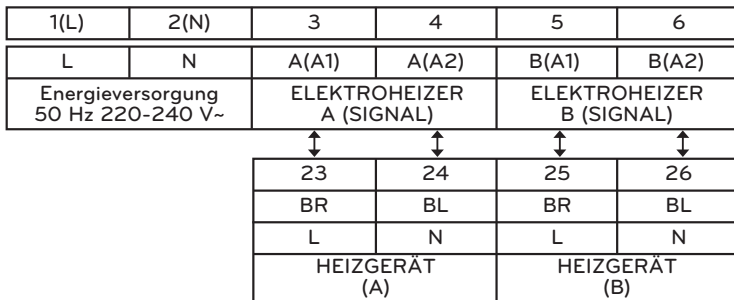 1(L) 2(N) 3 4 5 6
L N A(A1) A(A2) B(A1) B(A2)
Energieversorgung ELEKTROHEIZER ELEKTROHEIZER
50 Hz 220-240 V~ A (SIGNAL) B (SIGNAL)
23 24 25 26
BR BL BR BL
L N L N
HEIZGERÄT HEIZGERÄT
(A) (B)